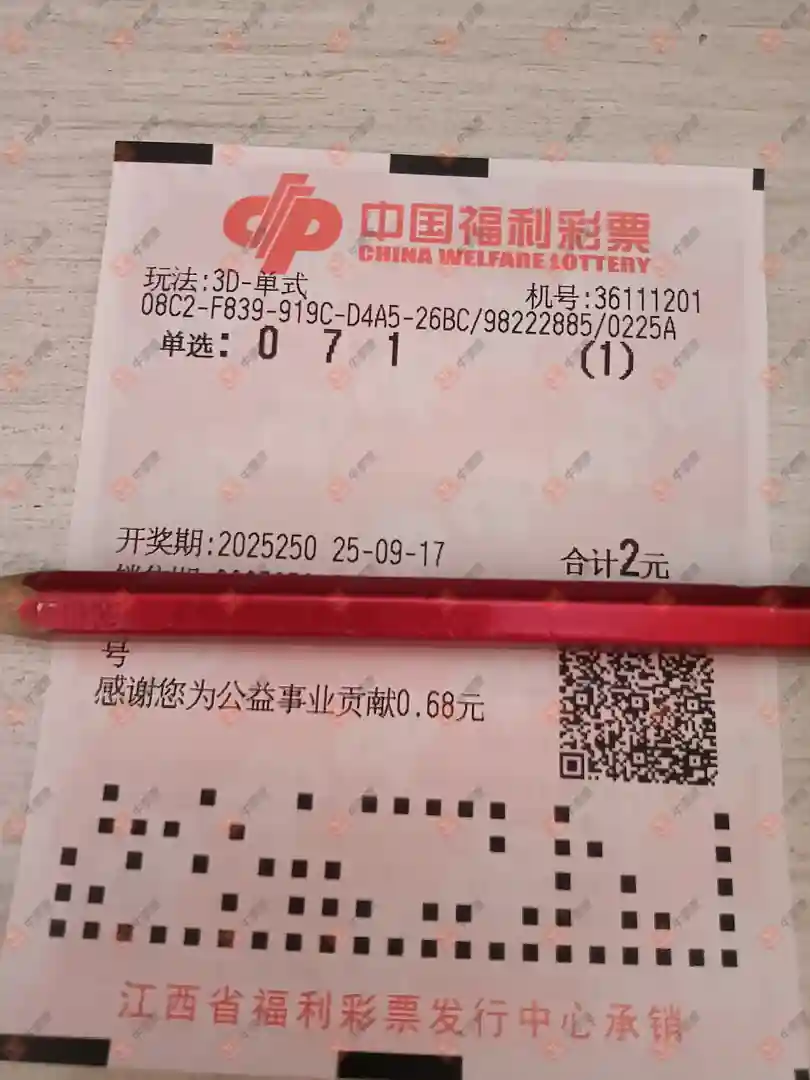 中国福利彩票
CHINA WELFARE LOTTERY
玩法:3D-单式 机号:36111201
08C2-F839-919C-D4A5-26BC/98222885/0225A
单选: 0 7 1 (1)
开奖期:2025250 25-09-17 合计2元
号
感谢您为公益事业贡献0.68元
江西省福利彩票发行中心承销